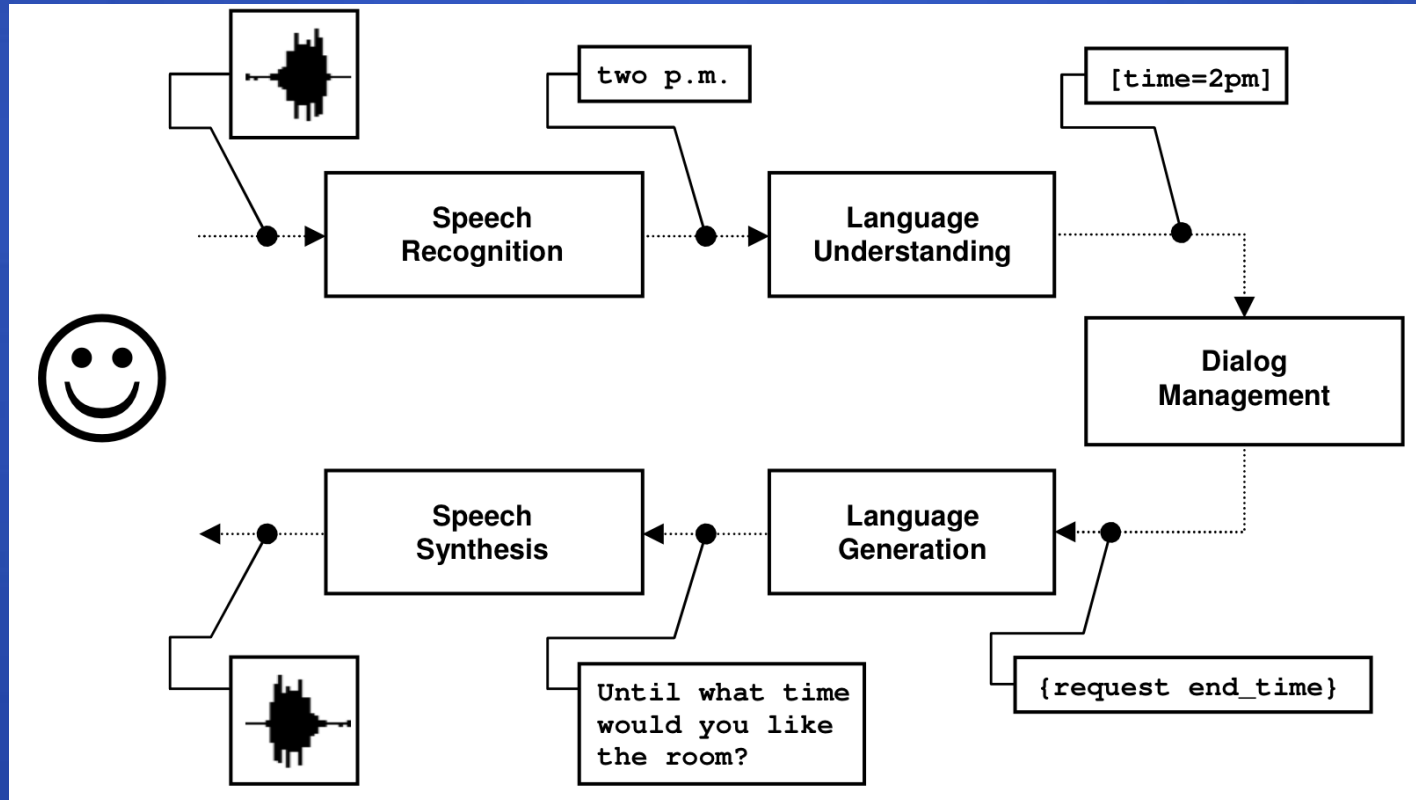 two p.m.
[time=2pm]
Speech
Recognition
Language
Understanding
Dialog
Management
Speech
Synthesis
Language
Generation
Until what time
would you like
the room?
{request end_time}